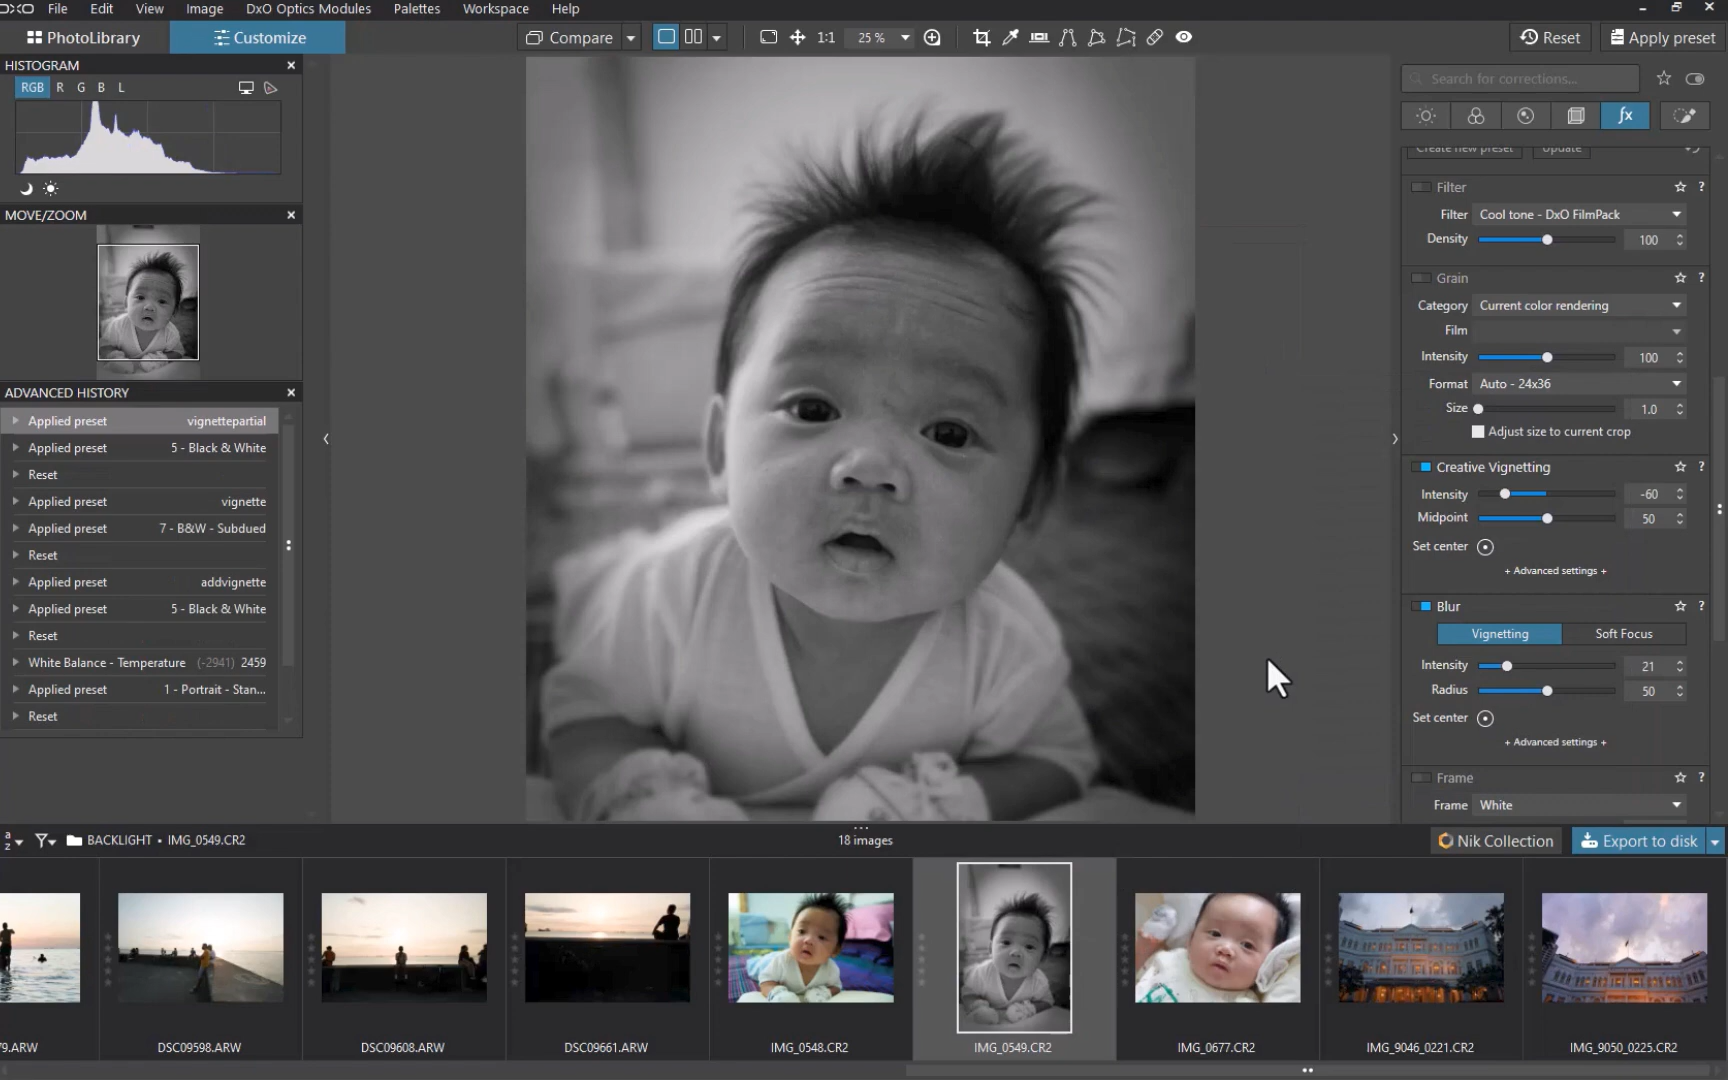 DXO File Edit View Image DxO Optics Modules Palettes Workspace Help
PhotoLibrary Customize Compare 1:1 25 % Reset Apply preset
HISTOGRAM
RGB R G B L
MOVE/ZOOM
ADVANCED HISTORY
Applied preset vignettepartial
Applied preset 5 - Black & White
Reset
Applied preset vignette
Applied preset 7 - B&W - Subdued
Reset
Applied preset addvignette
Applied preset 5 - Black & White
Reset
White Balance - Temperature (-2941) 2459
Applied preset 1 - Portrait - Stan...
Reset
Search for corrections...
fx
Create new preset Update
Filter ?
Filter Cool tone - DxO FilmPack
Density 100
Grain ?
Category Current color rendering
Film
Intensity 100
Format Auto - 24x36
Size 1.0
Adjust size to current crop
Creative Vignetting ?
Intensity -60
Midpoint 50
Set center
+ Advanced settings +
Blur ?
Vignetting Soft Focus
Intensity 21
Radius 50
Set center
+ Advanced settings +
Frame ?
Frame White
a z BACKLIGHT • IMG_0549.CR2 18 images Nik Collection Export to disk
79.ARW DSC09598.ARW DSC09608.ARW DSC09661.ARW IMG_0548.CR2 IMG_0549.CR2 IMG_0677.CR2 IMG_9046_0221.CR2 IMG_9050_0225.CR2